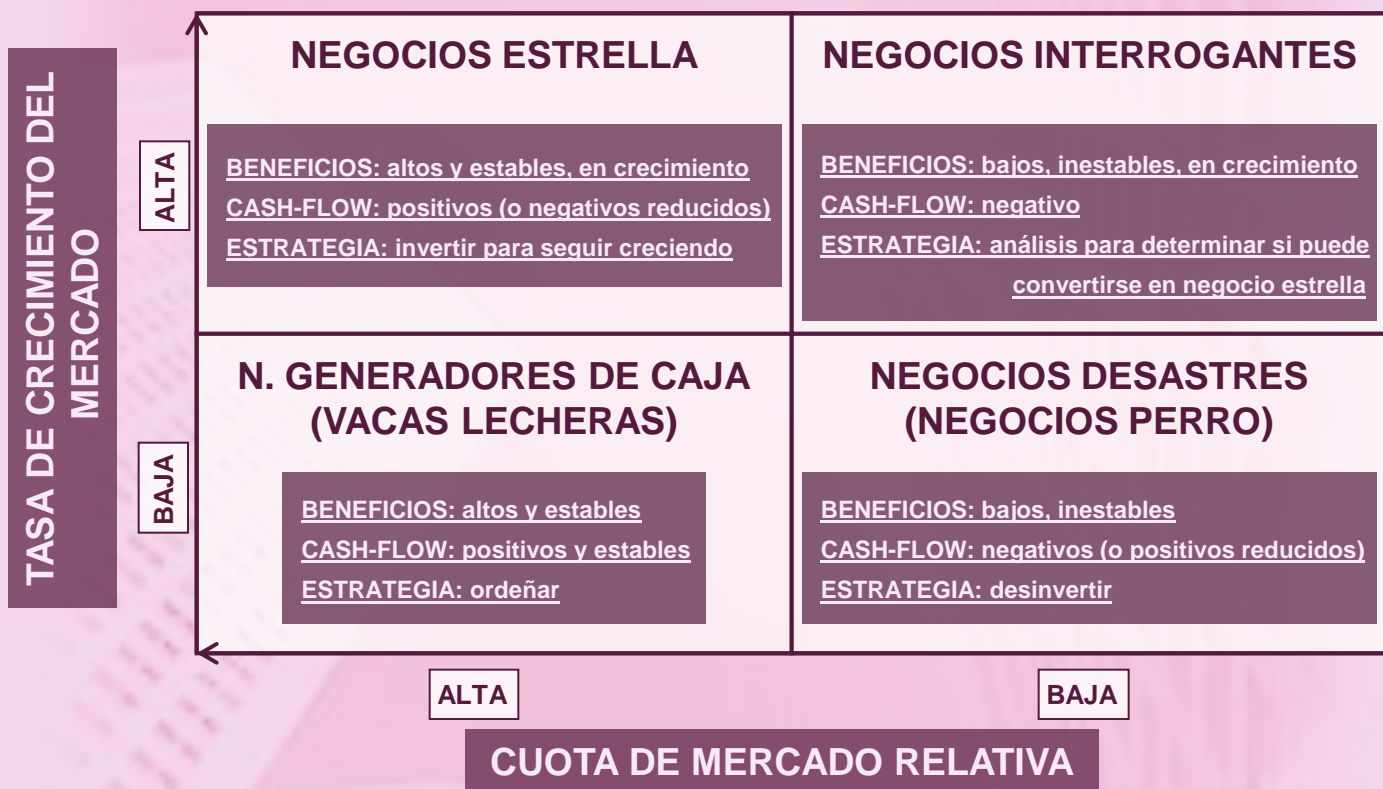 TASA DE CRECIMIENTO DEL
MERCADO
ALTA
BAJA
NEGOCIOS ESTRELLA
BENEFICIOS: altos y estables, en crecimiento
CASH-FLOW: positivos (o negativos reducidos)
ESTRATEGIA: invertir para seguir creciendo
NEGOCIOS INTERROGANTES
BENEFICIOS: bajos, inestables, en crecimiento
CASH-FLOW: negativo
ESTRATEGIA: análisis para determinar si puede
convertirse en negocio estrella
N. GENERADORES DE CAJA
(VACAS LECHERAS)
BENEFICIOS: altos y estables
CASH-FLOW: positivos y estables
ESTRATEGIA: ordeñar
NEGOCIOS DESASTRES
(NEGOCIOS PERRO)
BENEFICIOS: bajos, inestables
CASH-FLOW: negativos (o positivos reducidos)
ESTRATEGIA: desinvertir
ALTA
BAJA
CUOTA DE MERCADO RELATIVA